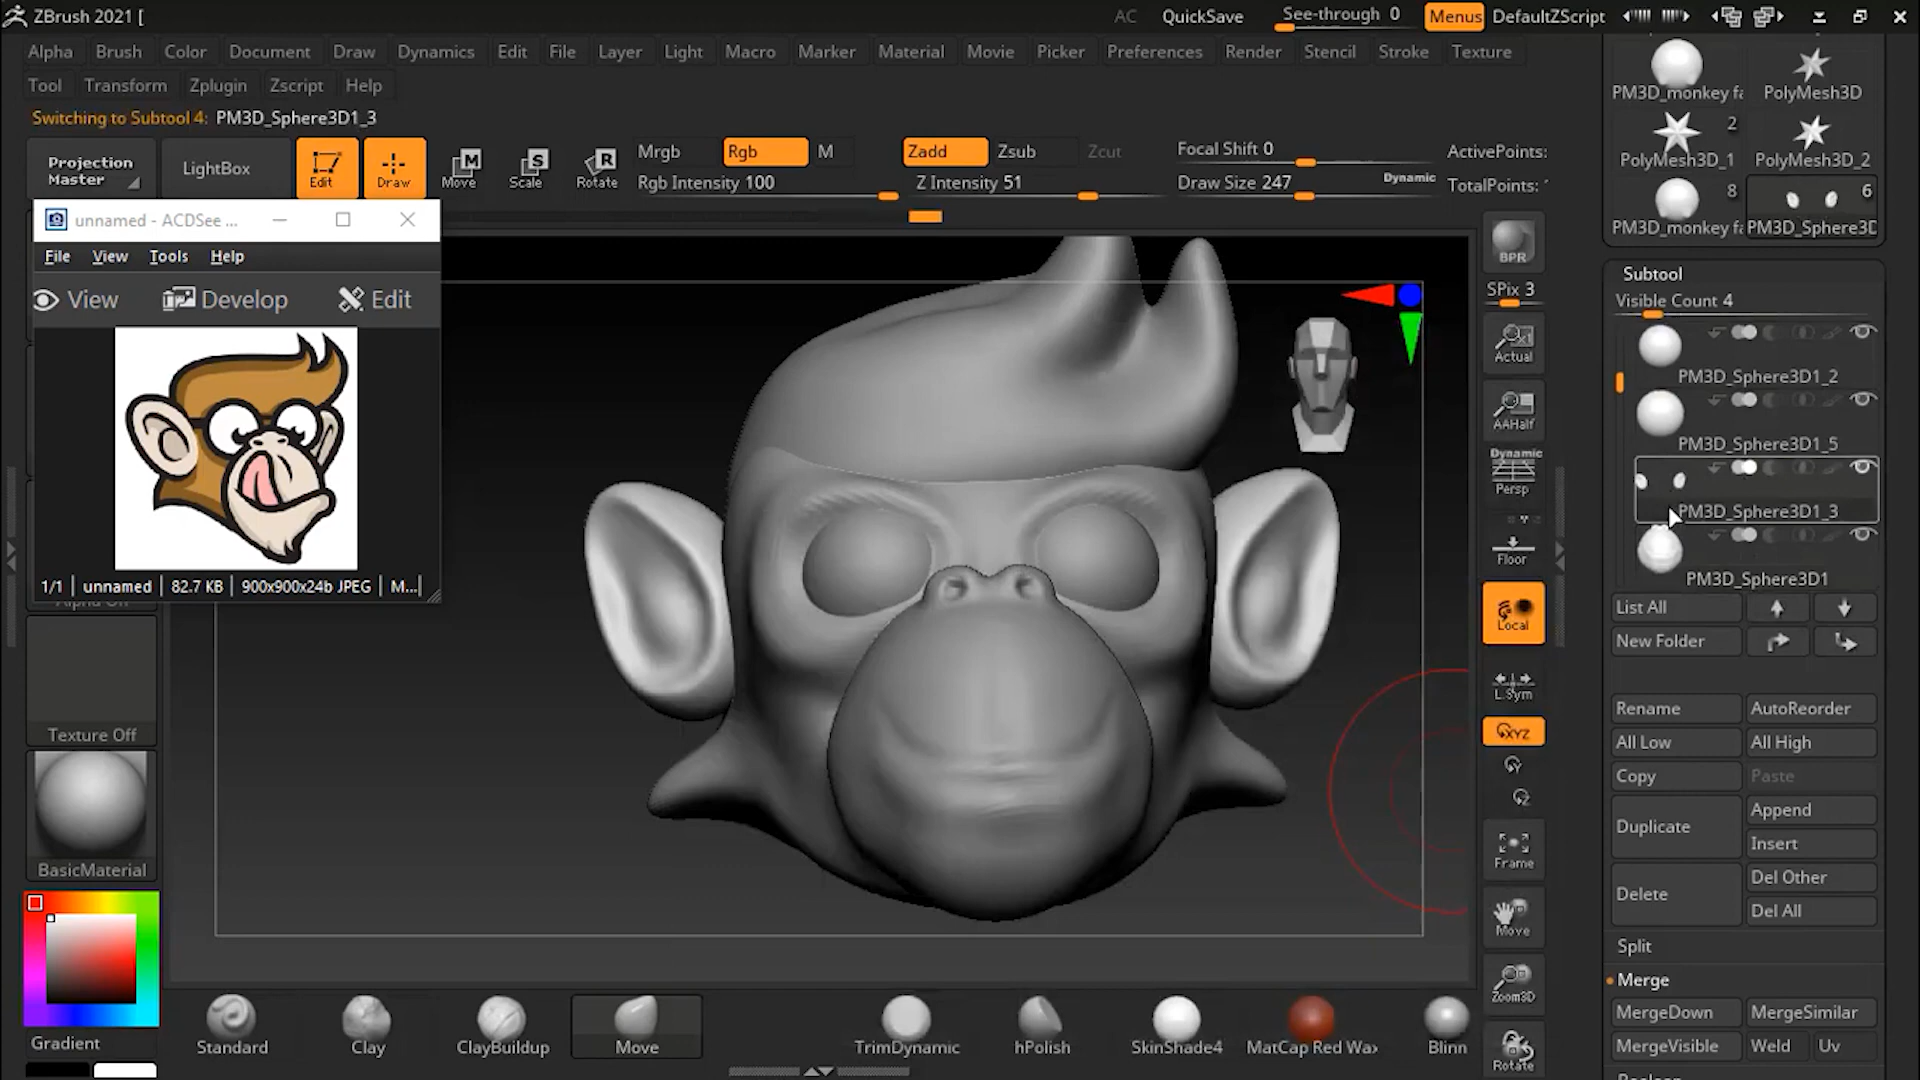 ZBrush 2021 [
AC QuickSave See-through 0 Menus DefaultZScript
Alpha Brush Color Document Draw Dynamics Edit File Layer Light Macro Marker Material Movie Picker Preferences Render Stencil Stroke Texture
Tool Transform Zplugin Zscript Help
Switching to Subtool 4: PM3D_Sphere3D1_3
Projection Master
LightBox
Edit
Draw
M Move
S Scale
R Rotate
Mrgb Rgb M
Rgb Intensity 100
Zadd Zsub Zcut
Z Intensity 51
Focal Shift 0
Draw Size 247 Dynamic
ActivePoints:
TotalPoints:
unnamed - ACDSee ...
File View Tools Help
View Develop Edit
1/1 unnamed 82.7 KB 900x900x24b JPEG M...
Alpha Off
Texture Off
BasicMaterial
Gradient
BPR
SPix 3
Actual
AAHalf
Dynamic
Persp
Floor
Local
L.Sym
XYZ
Y
Z
Frame
Move
Zoom3D
Rotate
PM3D_monkey fa PolyMesh3D
2
PolyMesh3D_1 PolyMesh3D_2
8 6
PM3D_monkey fa PM3D_Sphere3D
Subtool
Visible Count 4
PM3D_Sphere3D1_2
PM3D_Sphere3D1_5
PM3D_Sphere3D1_3
PM3D_Sphere3D1
List All
New Folder
Rename AutoReorder
All Low All High
Copy Paste
Duplicate Append
Insert
Delete Del Other
Del All
Split
Merge
MergeDown MergeSimilar
MergeVisible Weld Uv
Standard Clay ClayBuildup Move TrimDynamic hPolish SkinShade4 MatCap Red Wax Blinn